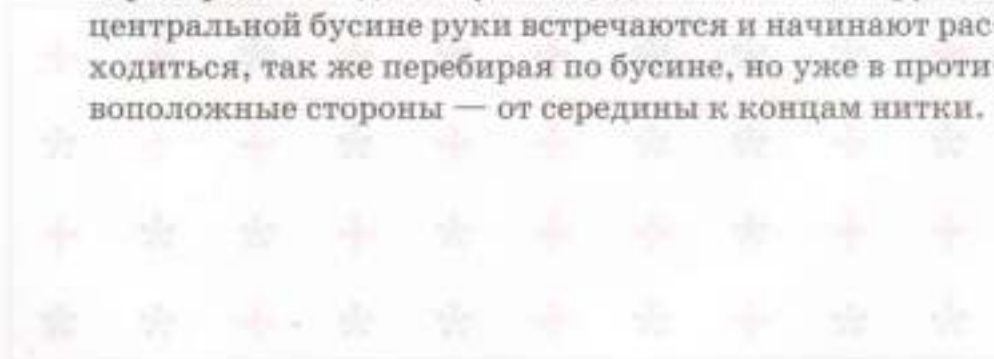 центральной бусине руки встречаются и начинают рас-
ходиться, так же перебирая по бусине, но уже в проти-
воположные стороны — от середины к концам нитки.